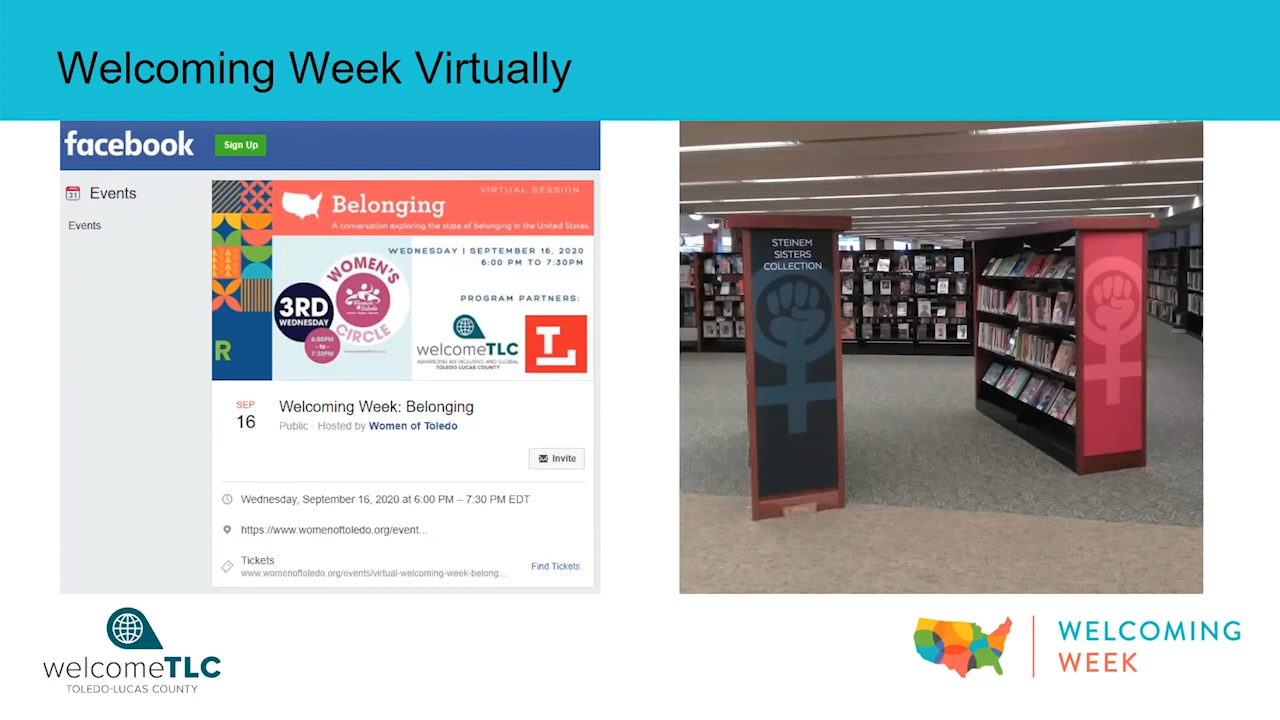 Welcoming Week Virtually
facebook
Sign Up
31
Events
Events
VIRTUAL SESSION
Belonging
A conversation exploring the state of belonging in the United States.
WEDNESDAY | SEPTEMBER 16, 2020
6:00 PM TO 7:30PM
WOMEN'S
CIRCLE
3RD
WEDNESDAY
6:00PM
- to -
7:30PM
PROGRAM PARTNERS:
welcomeTLC
ADVANCING AN INCLUSIVE AND GLOBAL
TOLEDO-LUCAS COUNTY
TL
R
SEP
16
Welcoming Week: Belonging
Public · Hosted by Women of Toledo
Invite
Wednesday, September 16, 2020 at 6:00 PM – 7:30 PM EDT
https://www.womenoftoledo.org/event...
Tickets
www.womenoftoledo.org/events/virtual-welcoming-week-belong...
Find Tickets
STEINEM
SISTERS
COLLECTION
welcomeTLC
TOLEDO-LUCAS COUNTY
WELCOMING
WEEK